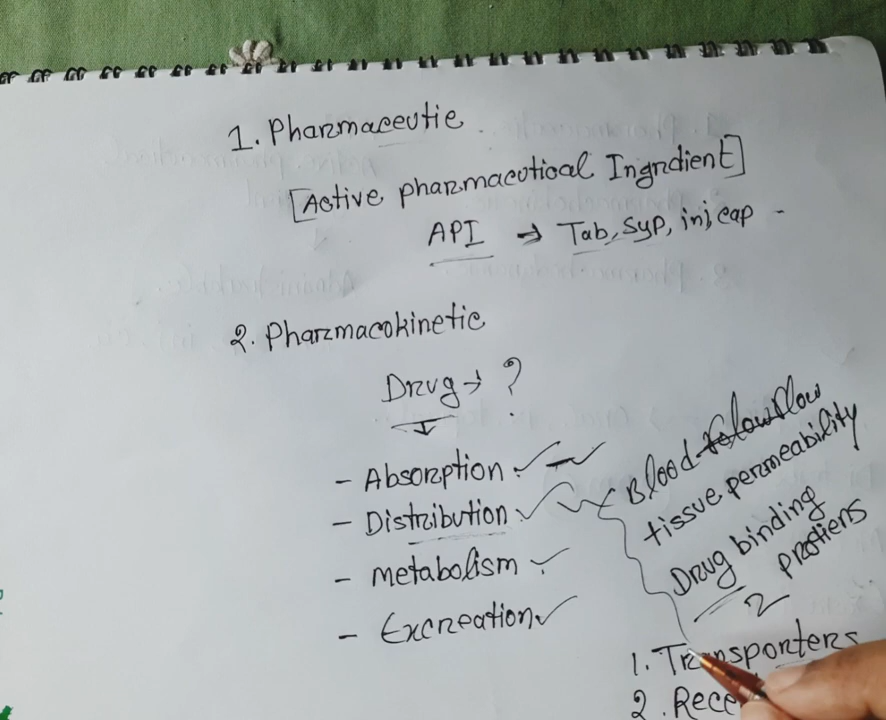 1. Pharmaceutic
[Active pharmacutical Ingrdient]
API → Tab, syp, inj, cap -
2. Pharmacokinetic
Drug → ?
- Absorption
- Distribution
- metabolism
- Excreation
Blood flow
tissue permeability
Drug binding
2 protiens
1. Transporters
2. Rece